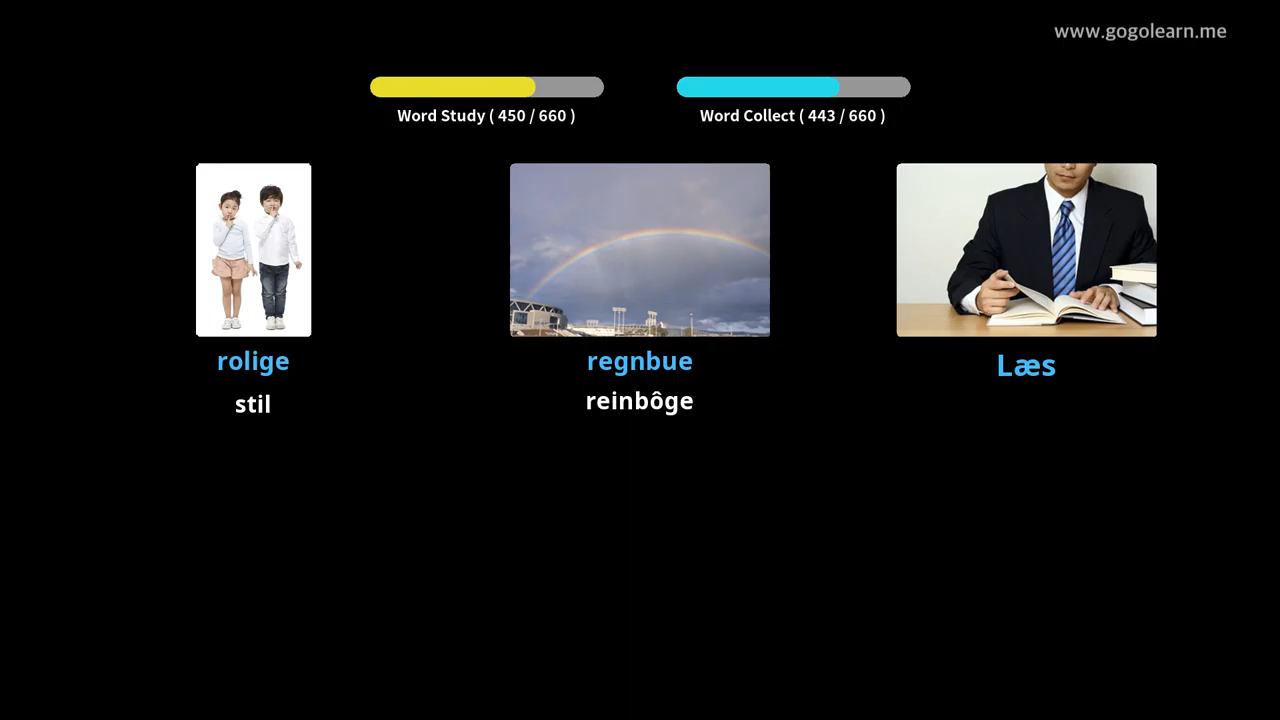 www.gogolearn.me
Word Study ( 450 / 660 )
Word Collect ( 443 / 660 )
rolige
stil
regnbue
reinbôge
Læs